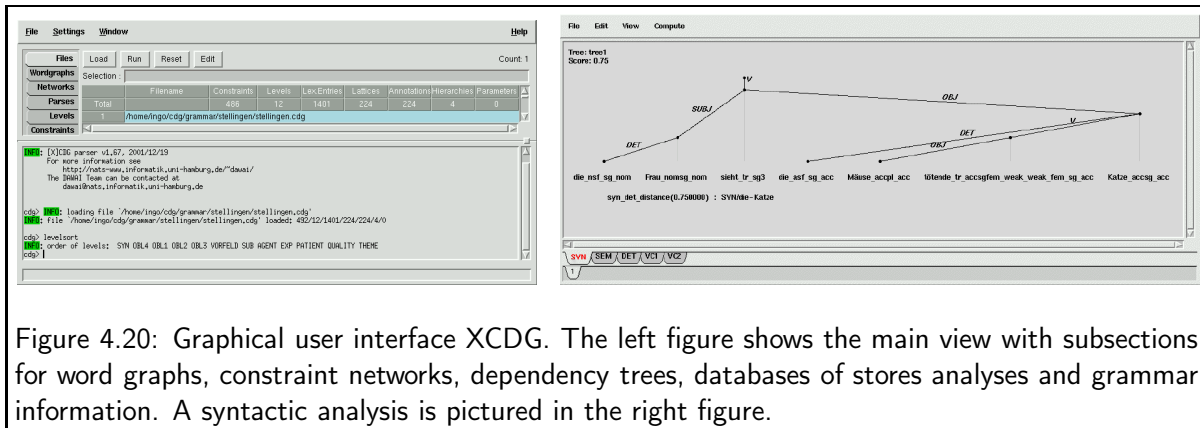 File Settings Window Help
Files Load Run Reset Edit Count: 1
Wordgraphs Selection :
Networks Filename Constraints Levels Lex.Entries Lattices Annotations Hierarchies Parameters
Parses Total 486 12 1401 224 224 4 0
Levels 1 /home/ingo/cdg/grammar/stellingen/stellingen.cdg
Constraints
INFO: [X]CDG parser v1.67, 2001/12/19
For more information see
http://nats-www.informatik.uni-hamburg.de/~dawai/
The DAWAI Team can be contacted at
dawai@nats.informatik.uni-hamburg.de
cdg> INFO: loading file `/home/ingo/cdg/grammar/stellingen/stellingen.cdg'
INFO: file `/home/ingo/cdg/grammar/stellingen/stellingen.cdg' loaded: 492/12/1401/224/224/4/0
cdg> levelsort
INFO: order of levels: SYN OBL4 OBL1 OBL2 OBL3 VORFELD SUB AGENT EXP PATIENT QUALITY THEME
cdg>
File Edit View Compute
Tree: tree1
Score: 0.75
V
SUBJ OBJ
DET DET V
OBJ
die_nsf_sg_nom Frau_nomsg_nom sieht_tr_sg3 die_asf_sg_acc Mäuse_accpl_acc tötende_tr_accsgfem_weak_weak_fem_sg_acc Katze_accsg_acc
syn_det_distance(0.750000) : SYN/die-Katze
SYN SEM DET VC1 VC2
1
Figure 4.20: Graphical user interface XCDG. The left figure shows the main view with subsections
for word graphs, constraint networks, dependency trees, databases of stores analyses and grammar
information. A syntactic analysis is pictured in the right figure.